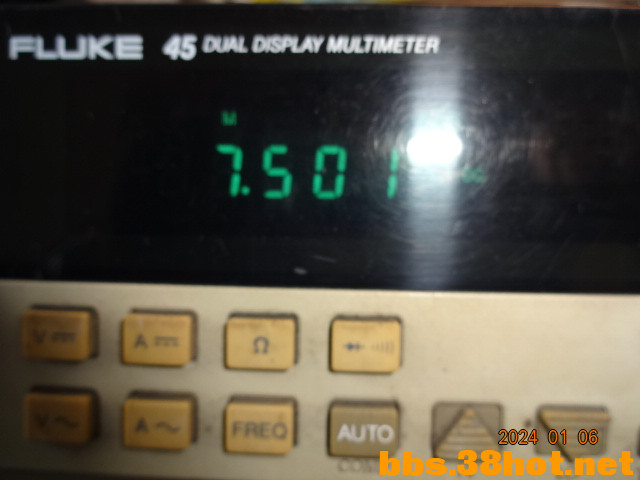 FLUKE 45 DUAL DISPLAY MULTIMETER
M
7.501
V A Ω
V A FREQ AUTO
2024 01 06
bbs.38hot.net